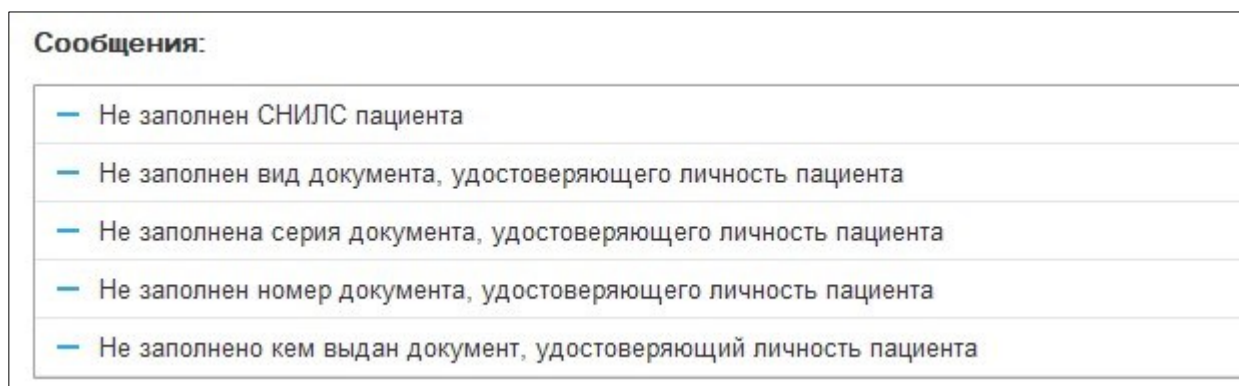 Сообщения:
— Не заполнен СНИЛС пациента
— Не заполнен вид документа, удостоверяющего личность пациента
— Не заполнена серия документа, удостоверяющего личность пациента
— Не заполнен номер документа, удостоверяющего личность пациента
— Не заполнено кем выдан документ, удостоверяющий личность пациента